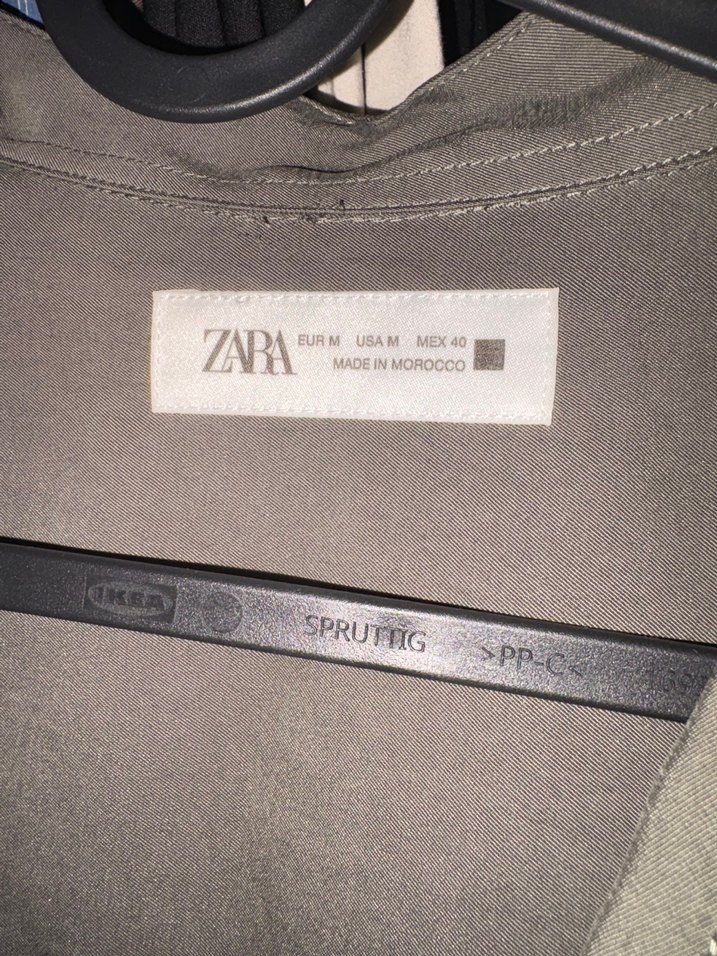 ZARA EUR M USA M MEX 40
MADE IN MOROCCO
IKEA SPRUTTIG >PP-C<